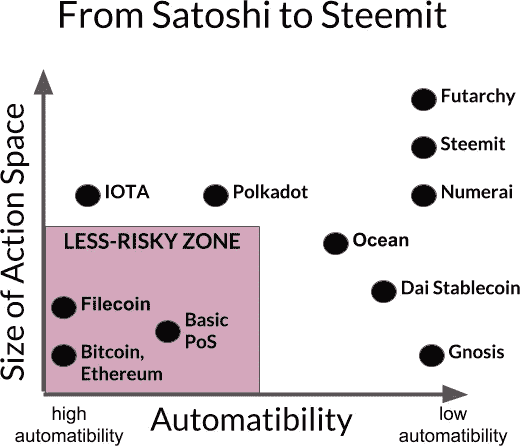 From Satoshi to Steemit
Size of Action Space
Futarchy
Steemit
IOTA
Polkadot
Numerai
LESS-RISKY ZONE
Ocean
Dai Stablecoin
Filecoin
Basic
PoS
Bitcoin,
Ethereum
Gnosis
high
automatibility
Automatibility
low
automatibility